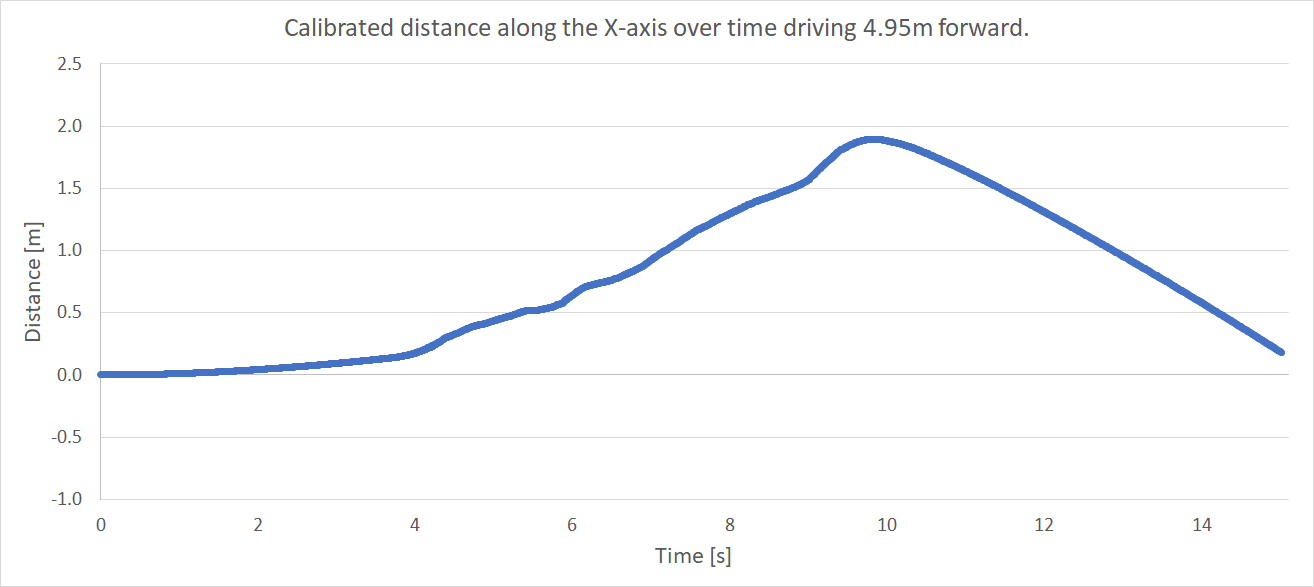 Calibrated distance along the X-axis over time driving 4.95m forward.
2.5
2.0
1.5
1.0
0.5
0.0
-0.5
-1.0
Distance [m]
0 2 4 6 8 10 12 14
Time [s]